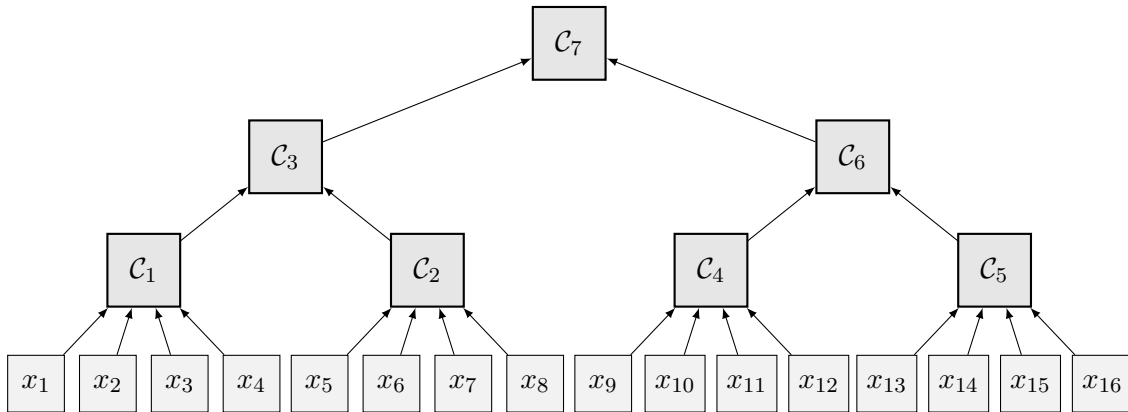 C₇
C₃ C₆
C₁ C₂ C₄ C₅
x₁ x₂ x₃ x₄ x₅ x₆ x₇ x₈ x₉ x₁₀ x₁₁ x₁₂ x₁₃ x₁₄ x₁₅ x₁₆